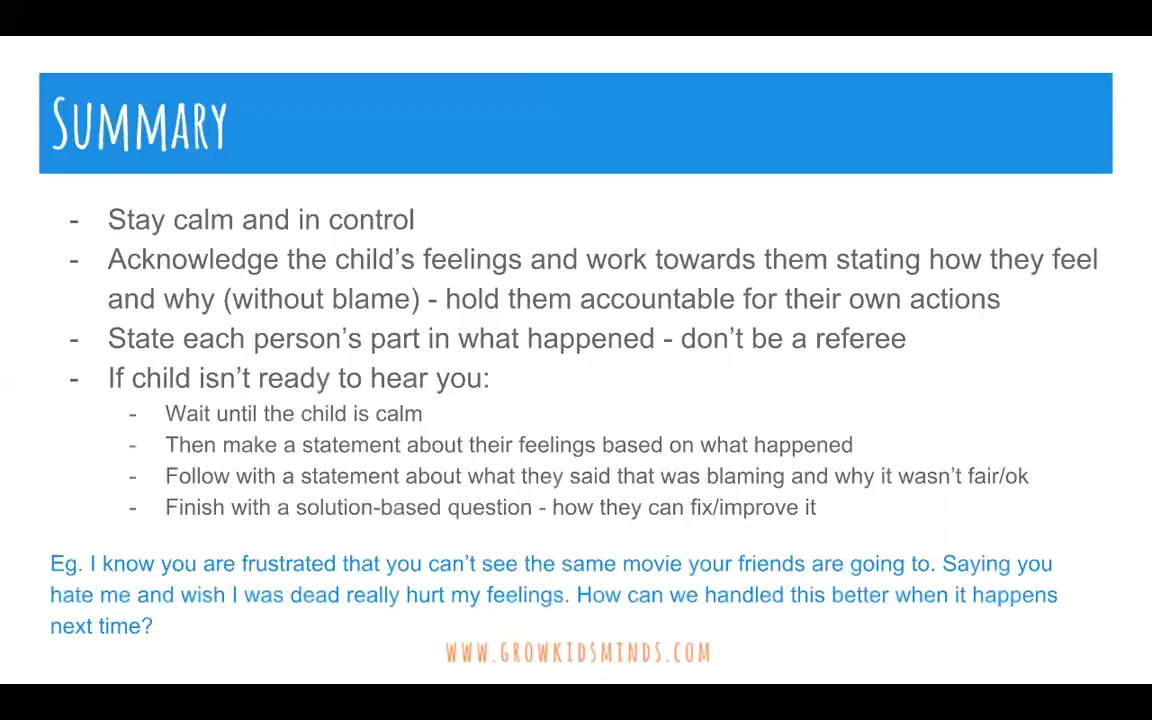 Summary
- Stay calm and in control
- Acknowledge the child's feelings and work towards them stating how they feel
and why (without blame) - hold them accountable for their own actions
- State each person's part in what happened - don't be a referee
- If child isn't ready to hear you:
- Wait until the child is calm
- Then make a statement about their feelings based on what happened
- Follow with a statement about what they said that was blaming and why it wasn't fair/ok
- Finish with a solution-based question - how they can fix/improve it
Eg. I know you are frustrated that you can't see the same movie your friends are going to. Saying you
hate me and wish I was dead really hurt my feelings. How can we handled this better when it happens
next time?
WWW.GROWKIDSMINDS.COM